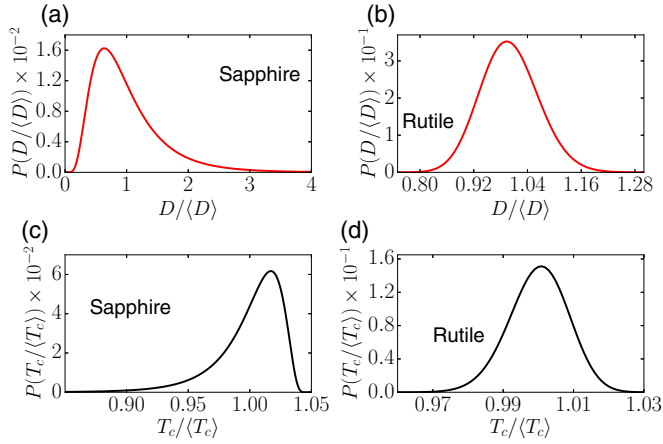 (a)
P(D/⟨D⟩) × 10⁻²
1.6
1.2
0.8
0.4
0.0
Sapphire
0 1 2 3 4
D/⟨D⟩
(b)
P(D/⟨D⟩) × 10⁻¹
3
2
1
0
Rutile
0.80 0.92 1.04 1.16 1.28
D/⟨D⟩
(c)
P(T_c/⟨T_c⟩) × 10⁻²
6
4
2
0
Sapphire
0.90 0.95 1.00 1.05
T_c/⟨T_c⟩
(d)
P(T_c/⟨T_c⟩) × 10⁻¹
1.6
1.2
0.8
0.4
0.0
Rutile
0.97 0.99 1.01 1.03
T_c/⟨T_c⟩